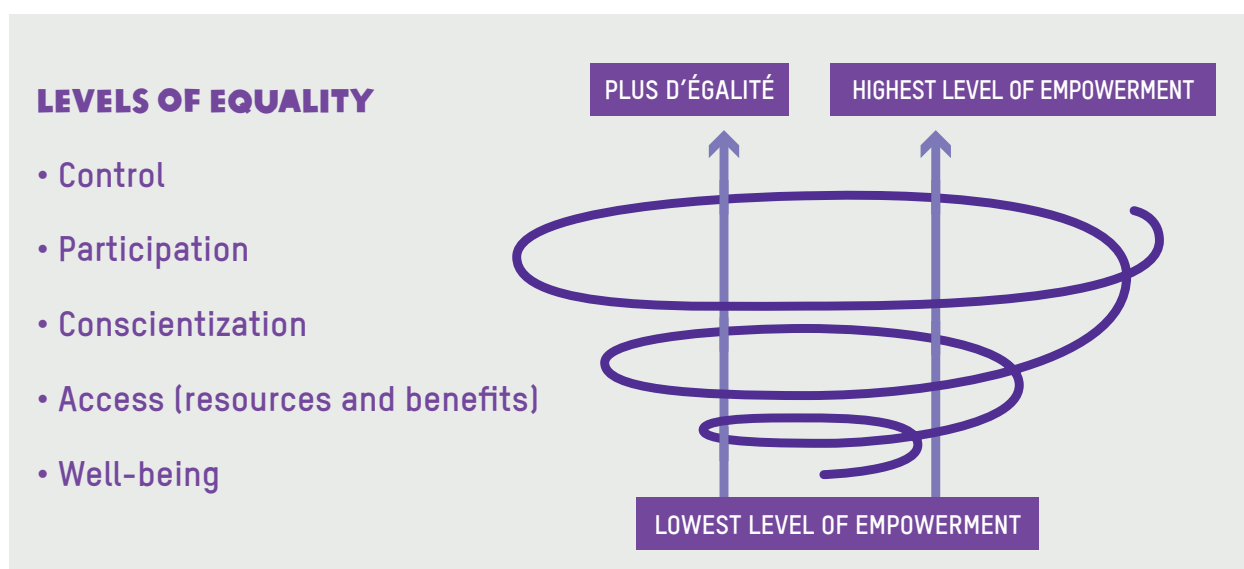 LEVELS OF EQUALITY
• Control
• Participation
• Conscientization
• Access (resources and benefits)
• Well-being
PLUS D'ÉGALITÉ
HIGHEST LEVEL OF EMPOWERMENT
LOWEST LEVEL OF EMPOWERMENT